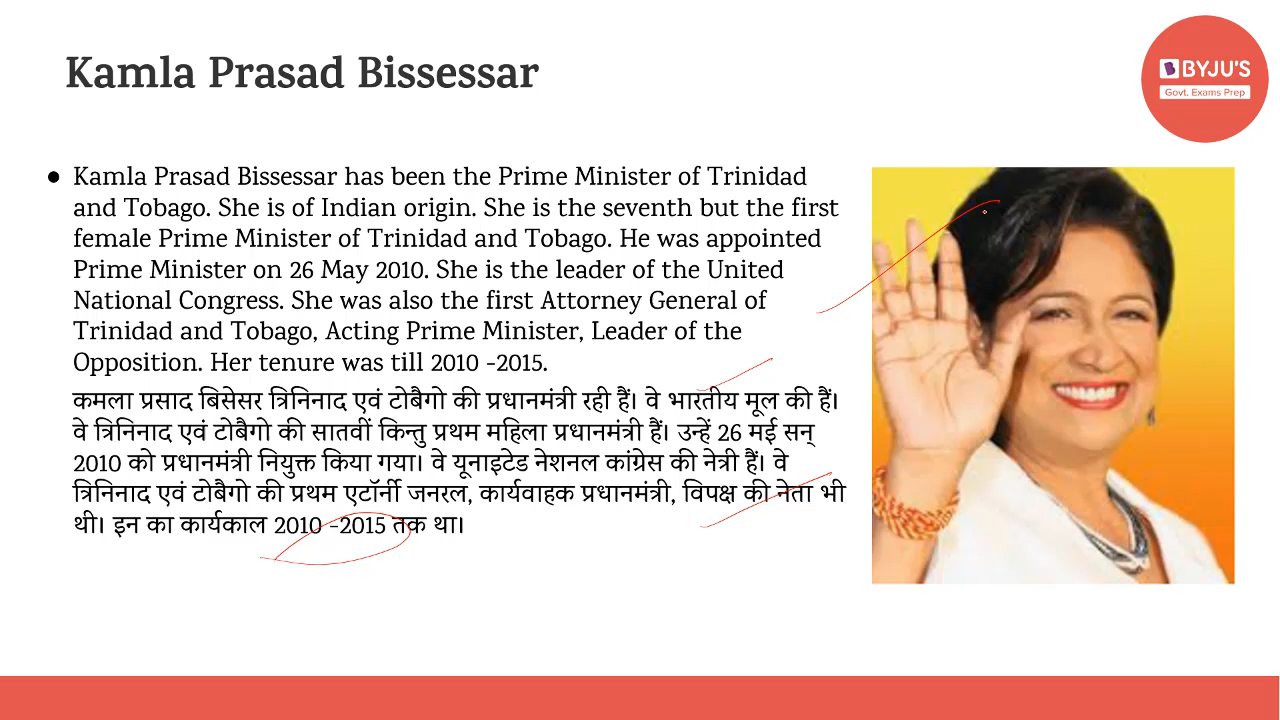 Kamla Prasad Bissessar
BYJU'S
Govt. Exams Prep
● Kamla Prasad Bissessar has been the Prime Minister of Trinidad
and Tobago. She is of Indian origin. She is the seventh but the first
female Prime Minister of Trinidad and Tobago. He was appointed
Prime Minister on 26 May 2010. She is the leader of the United
National Congress. She was also the first Attorney General of
Trinidad and Tobago, Acting Prime Minister, Leader of the
Opposition. Her tenure was till 2010 -2015.
कमला प्रसाद बिसेसर त्रिनिनाद एवं टोबैगो की प्रधानमंत्री रही हैं। वे भारतीय मूल की हैं।
वे त्रिनिनाद एवं टोबैगो की सातवीं किन्तु प्रथम महिला प्रधानमंत्री हैं। उन्हें 26 मई सन्
2010 को प्रधानमंत्री नियुक्त किया गया। वे यूनाइटेड नेशनल कांग्रेस की नेत्री हैं। वे
त्रिनिनाद एवं टोबैगो की प्रथम एटॉर्नी जनरल, कार्यवाहक प्रधानमंत्री, विपक्ष की नेता भी
थी। इन का कार्यकाल 2010 -2015 तक था।